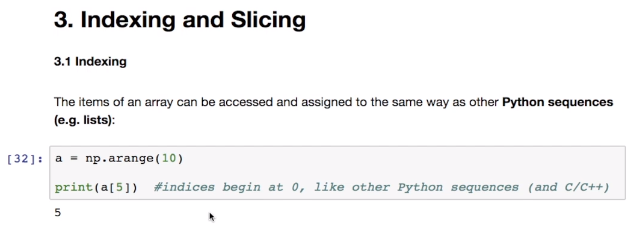 3. Indexing and Slicing
3.1 Indexing
The items of an array can be accessed and assigned to the same way as other Python sequences
(e.g. lists):
[32]: a = np.arange(10)
print(a[5])  #indices begin at 0, like other Python sequences (and C/C++)
5